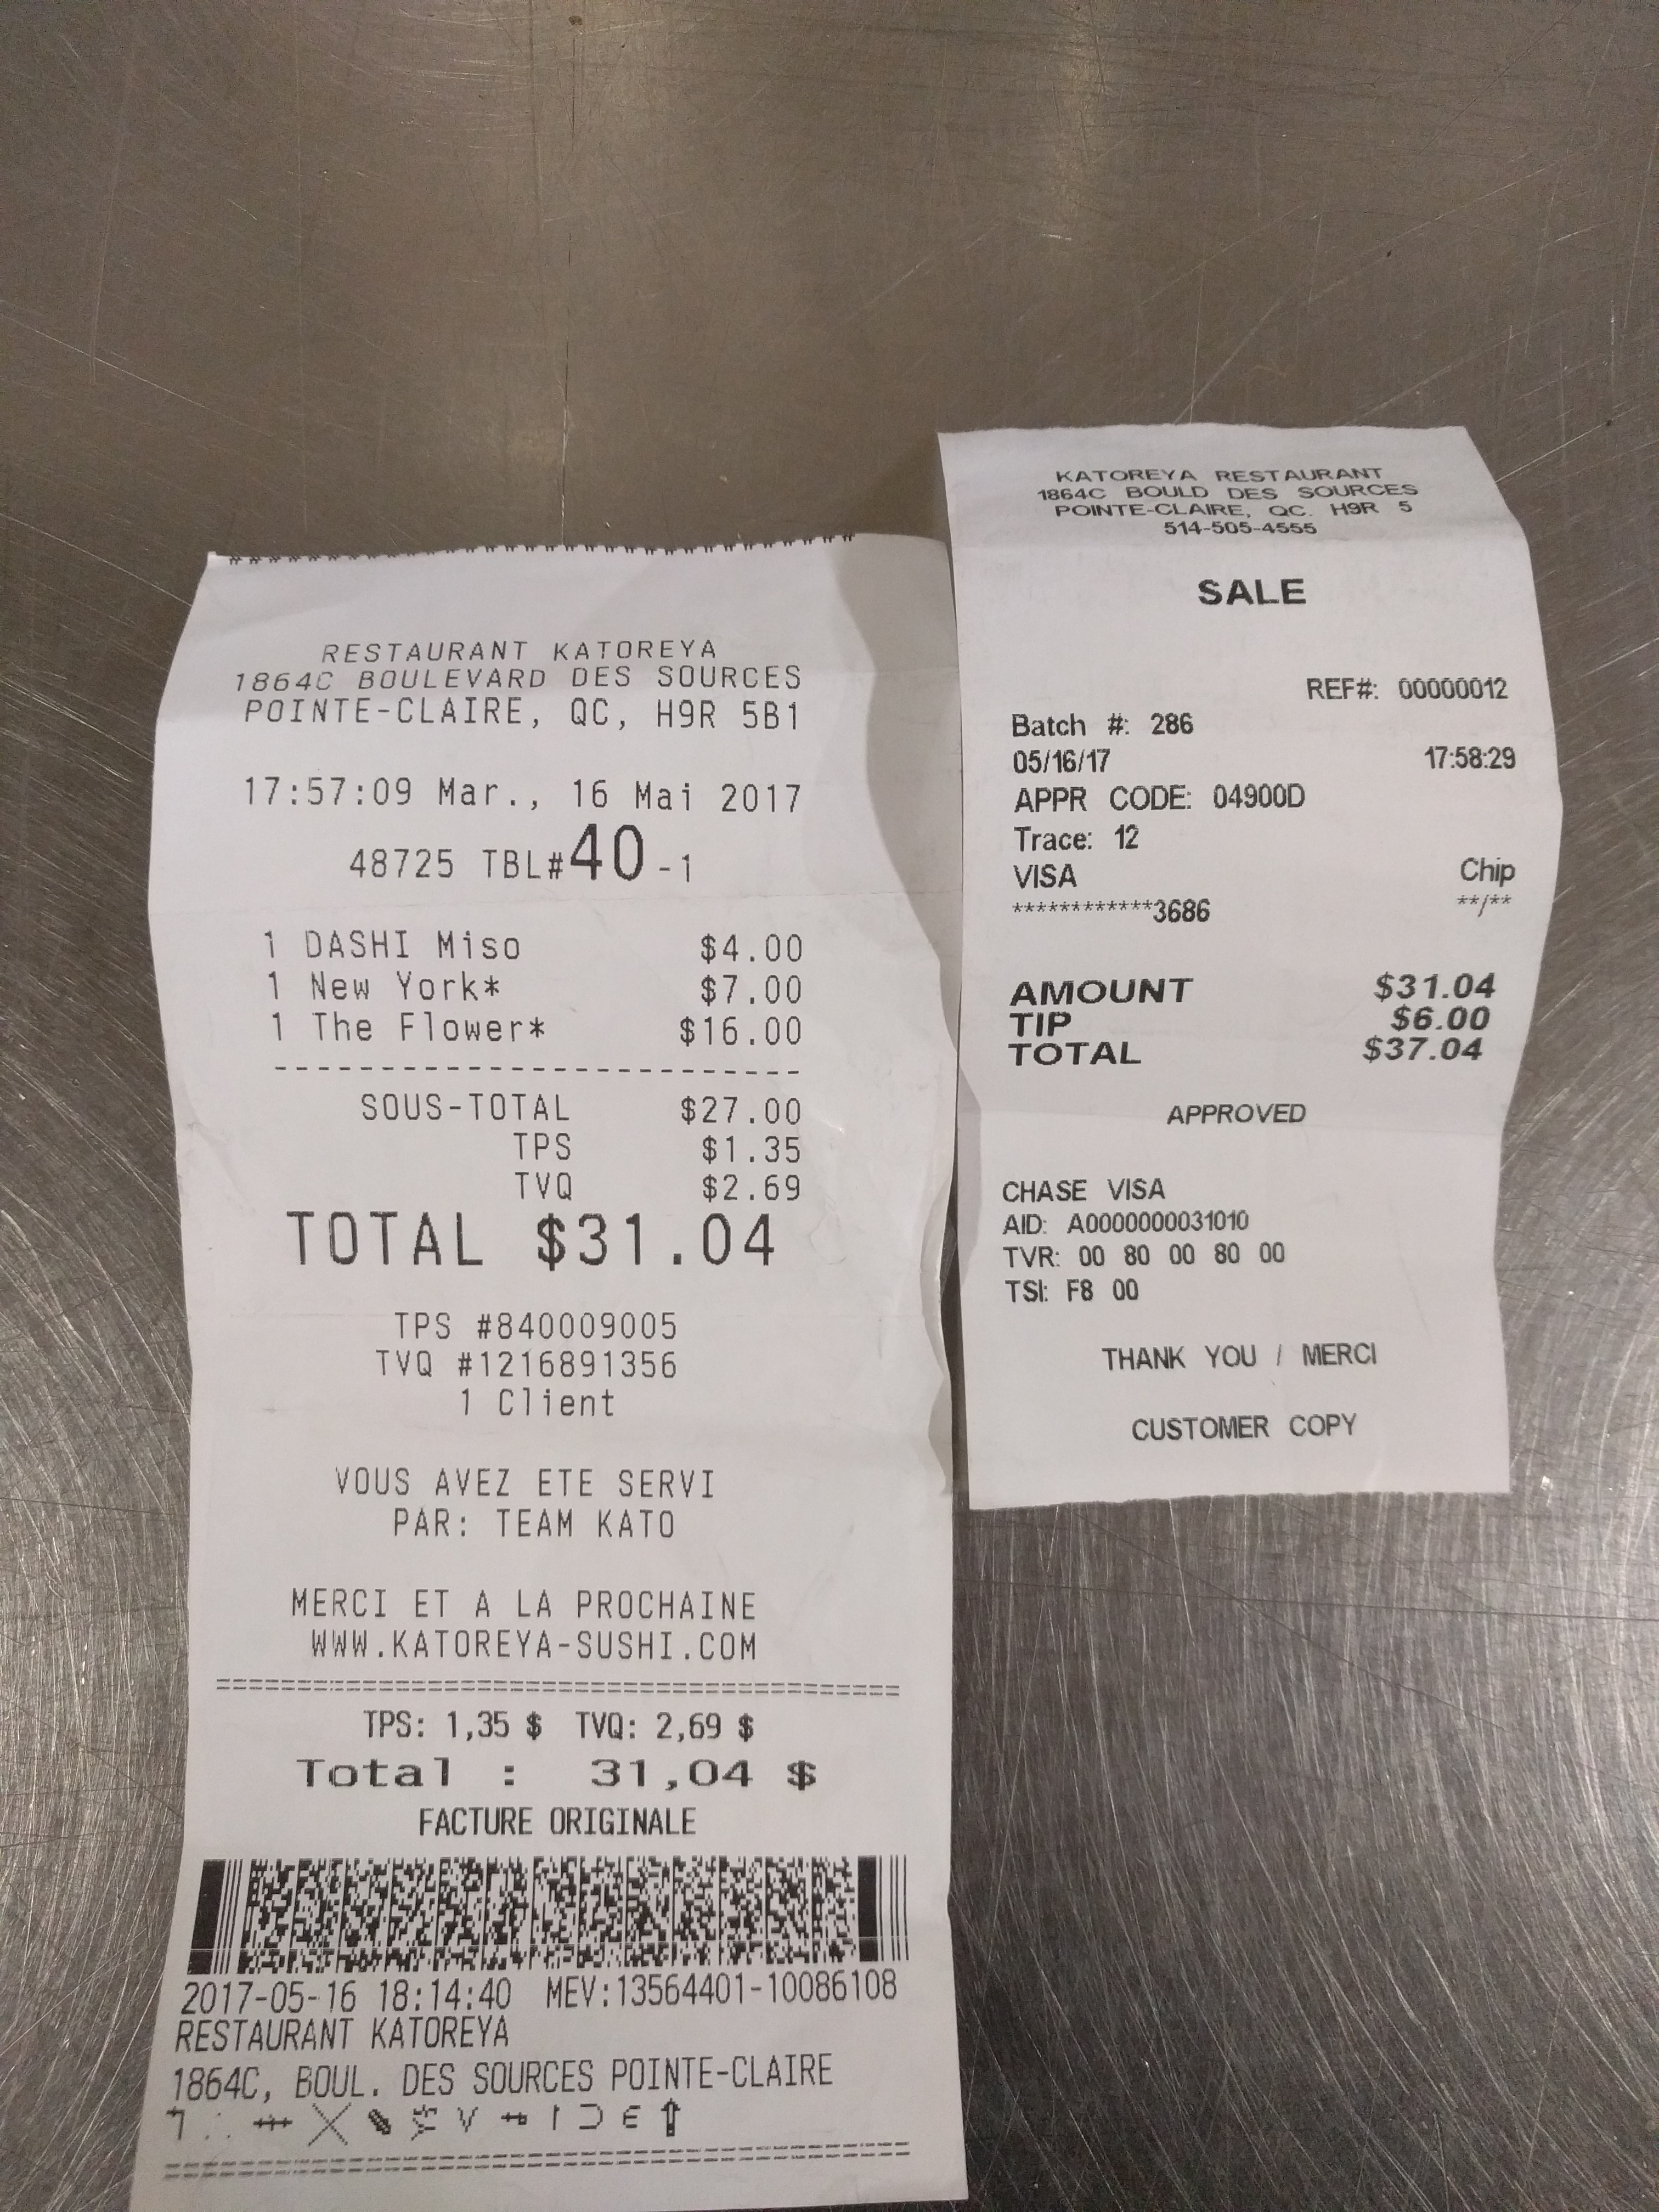 RESTAURANT KATOREYA
1864C BOULEVARD DES SOURCES
POINTE-CLAIRE, QC, H9R 5B1
17:57:09 Mar., 16 Mai 2017
48725 TBL#40-1
1 DASHI Miso $4.00
1 New York* $7.00
1 The Flower* $16.00
SOUS-TOTAL $27.00
TPS $1.35
TVQ $2.69
TOTAL $31.04
TPS #840009005
TVQ #1216891356
1 Client
VOUS AVEZ ETE SERVI
PAR: TEAM KATO
MERCI ET A LA PROCHAINE
WWW.KATOREYA-SUSHI.COM
TPS: 1,35 $ TVQ: 2,69 $
Total : 31,04 $
FACTURE ORIGINALE
2017-05-16 18:14:40 MEV:13564401-10086108
RESTAURANT KATOREYA
1864C, BOUL. DES SOURCES POINTE-CLAIRE
KATOREYA RESTAURANT
1864C BOULD DES SOURCES
POINTE-CLAIRE, QC. H9R 5
514-505-4555
SALE
REF#: 00000012
Batch #: 286
05/16/17 17:58:29
APPR CODE: 04900D
Trace: 12
VISA Chip
************3686 **/**
AMOUNT $31.04
TIP $6.00
TOTAL $37.04
APPROVED
CHASE VISA
AID: A0000000031010
TVR: 00 80 00 80 00
TSI: F8 00
THANK YOU / MERCI
CUSTOMER COPY